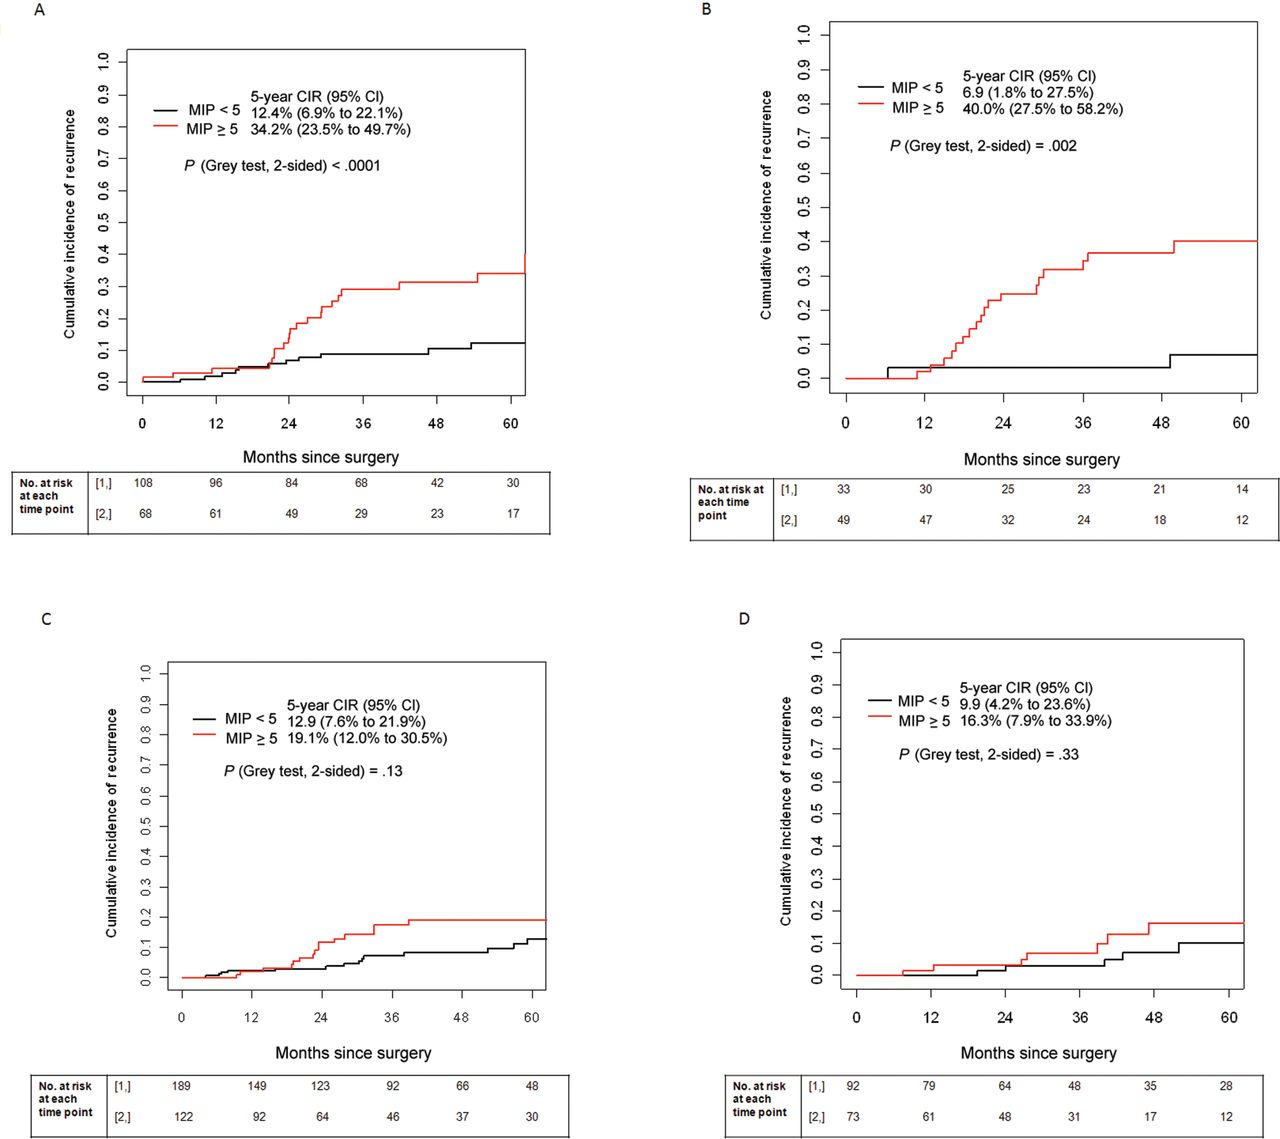 A
Cumulative incidence of recurrence
1.0
0.9
0.8
0.7
0.6
0.5
0.4
0.3
0.2
0.1
0.0
5-year CIR (95% CI)
MIP < 5 12.4% (6.9% to 22.1%)
MIP ≥ 5 34.2% (23.5% to 49.7%)
P (Grey test, 2-sided) < .0001
0 12 24 36 48 60
Months since surgery
No. at risk
at each
time point
[1,] 108 96 84 68 42 30
[2,] 68 61 49 29 23 17
B
Cumulative incidence of recurrence
1.0
0.9
0.8
0.7
0.6
0.5
0.4
0.3
0.2
0.1
0.0
5-year CIR (95% CI)
MIP < 5 6.9 (1.8% to 27.5%)
MIP ≥ 5 40.0% (27.5% to 58.2%)
P (Grey test, 2-sided) = .002
0 12 24 36 48 60
Months since surgery
No. at risk at
each time
point
[1,] 33 30 25 23 21 14
[2,] 49 47 32 24 18 12
C
Cumulative incidence of recurrence
1.0
0.9
0.8
0.7
0.6
0.5
0.4
0.3
0.2
0.1
0.0
5-year CIR (95% CI)
MIP < 5 12.9 (7.6% to 21.9%)
MIP ≥ 5 19.1% (12.0% to 30.5%)
P (Grey test, 2-sided) = .13
0 12 24 36 48 60
Months since surgery
No. at risk
at each
time point
[1,] 189 149 123 92 66 48
[2,] 122 92 64 46 37 30
D
Cumulative incidence of recurrence
1.0
0.9
0.8
0.7
0.6
0.5
0.4
0.3
0.2
0.1
0.0
5-year CIR (95% CI)
MIP < 5 9.9 (4.2% to 23.6%)
MIP ≥ 5 16.3% (7.9% to 33.9%)
P (Grey test, 2-sided) = .33
0 12 24 36 48 60
Months since surgery
No. at risk
at each
time point
[1,] 92 79 64 48 35 28
[2,] 73 61 48 31 17 12